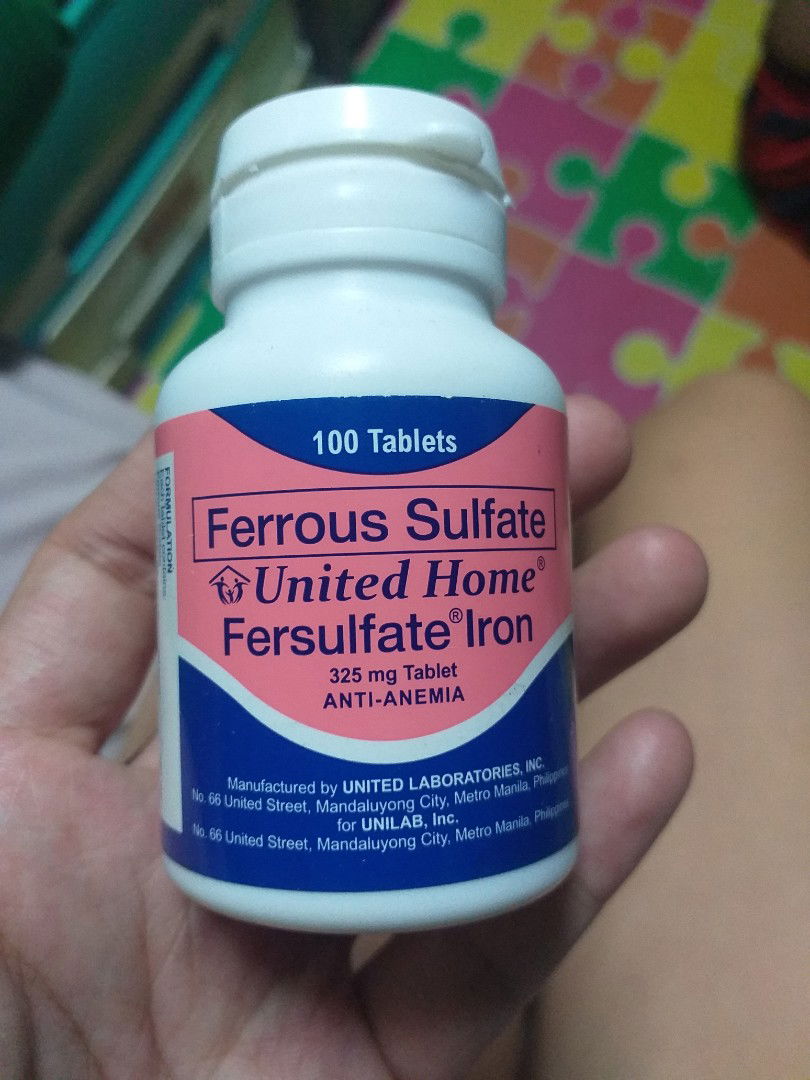 100 Tablets
Ferrous Sulfate
United Home®
Fersulfate® Iron
325 mg Tablet
ANTI-ANEMIA
Manufactured by UNITED LABORATORIES, INC.
No. 66 United Street, Mandaluyong City, Metro Manila,
for UNILAB, Inc.
No. 66 United Street, Mandaluyong City, Metro Manila,
FORMULATION